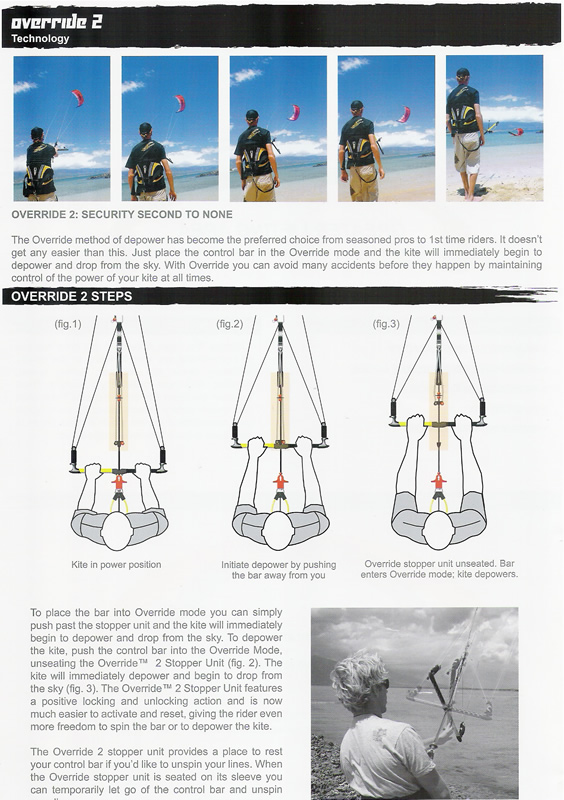 override 2
Technology
OVERRIDE 2: SECURITY SECOND TO NONE
The Override method of depower has become the preferred choice from seasoned pros to 1st time riders. It doesn't
get any easier than this. Just place the control bar in the Override mode and the kite will immediately begin to
depower and drop from the sky. With Override you can avoid many accidents before they happen by maintaining
control of the power of your kite at all times.
OVERRIDE 2 STEPS
(fig.1)
(fig.2)
(fig.3)
Kite in power position
Initiate depower by pushing
the bar away from you
Override stopper unit unseated. Bar
enters Override mode; kite depowers.
To place the bar into Override mode you can simply
push past the stopper unit and the kite will immediately
begin to depower and drop from the sky. To depower
the kite, push the control bar into the Override Mode,
unseating the Override™ 2 Stopper Unit (fig. 2). The
kite will immediately depower and begin to drop from
the sky (fig. 3). The Override™ 2 Stopper Unit features
a positive locking and unlocking action and is now
much easier to activate and reset, giving the rider even
more freedom to spin the bar or to depower the kite.
The Override 2 stopper unit provides a place to rest
your control bar if you'd like to unspin your lines. When
the Override stopper unit is seated on its sleeve you
can temporarily let go of the control bar and unspin